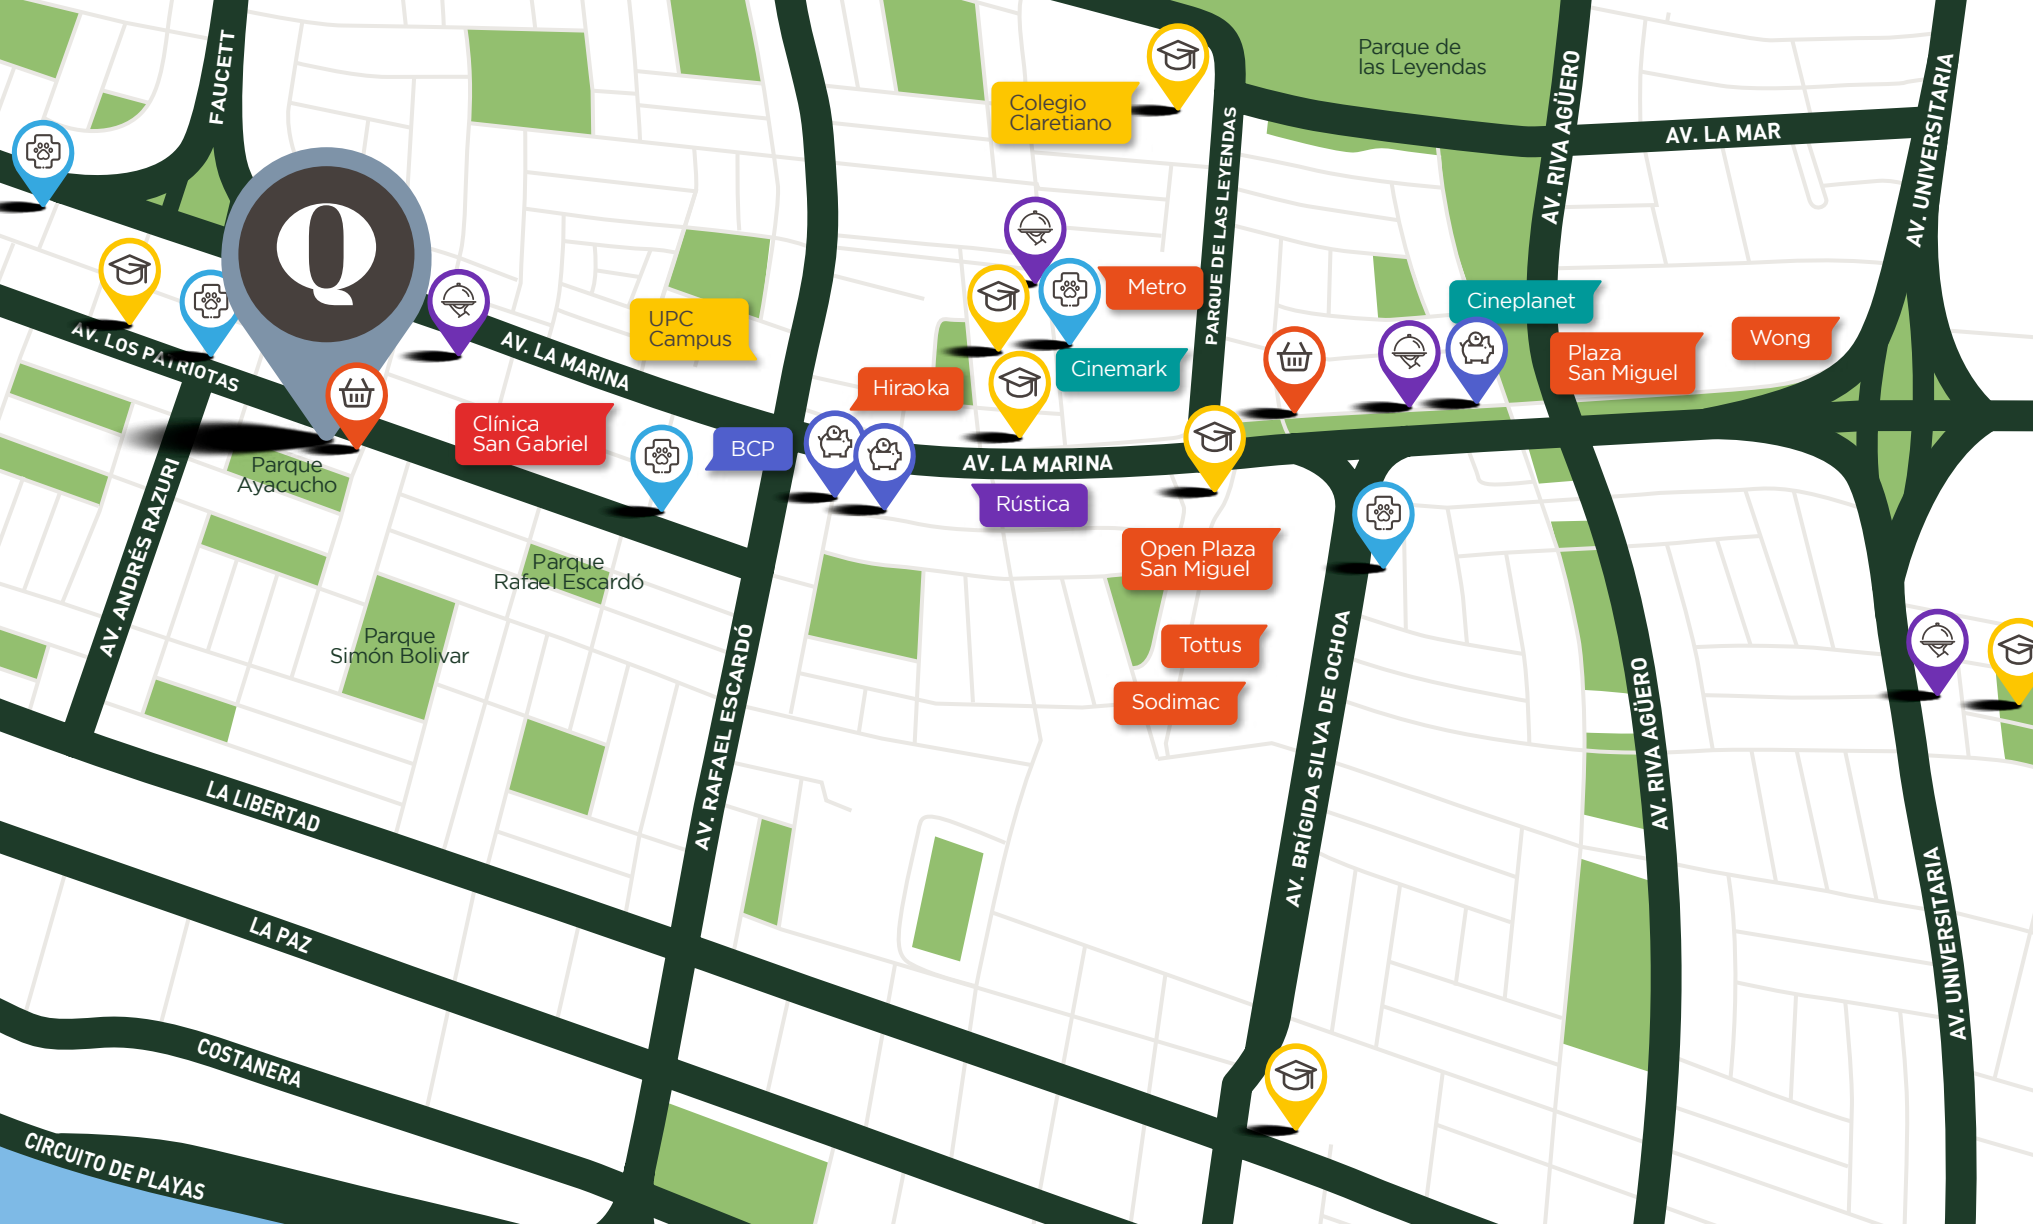 FAUCETT
Parque de
las Leyendas
Colegio
Claretiano
AV. RIVA AGÜERO
AV. LA MAR
AV. UNIVERSITARIA
PARQUE DE LAS LEYENDAS
Q
Metro
Cineplanet
UPC
Campus
AV. LOS PATRIOTAS
AV. LA MARINA
Cinemark
Hiraoka
Plaza
San Miguel
Wong
Clínica
San Gabriel
BCP
AV. LA MARINA
Rústica
Parque
Ayacucho
AV. ANDRÉS RAZURI
Parque
Rafael Escardó
Open Plaza
San Miguel
Parque
Simón Bolivar
Tottus
Sodimac
AV. RAFAEL ESCARDÓ
AV. BRÍGIDA SILVA DE OCHOA
AV. RIVA AGÜERO
LA LIBERTAD
LA PAZ
AV. UNIVERSITARIA
COSTANERA
CIRCUITO DE PLAYAS